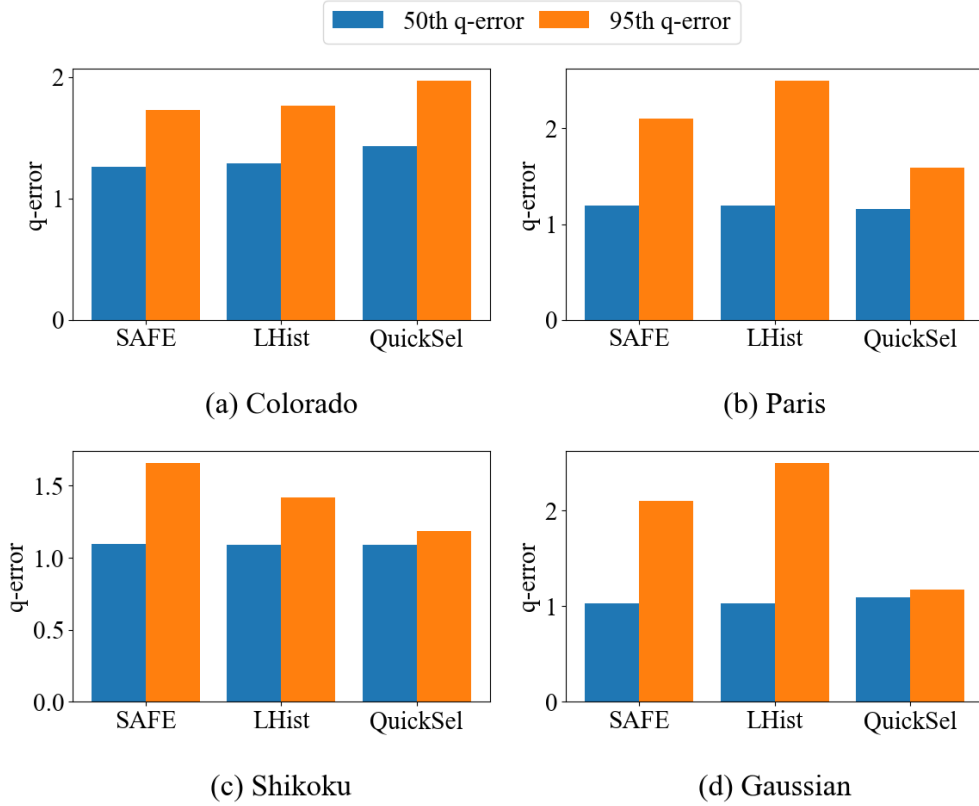 50th q-error 95th q-error
2
1
0
q-error
SAFE LHist QuickSel
(a) Colorado
2
1
0
q-error
SAFE LHist QuickSel
(b) Paris
1.5
1.0
0.5
0.0
q-error
SAFE LHist QuickSel
(c) Shikoku
2
1
0
q-error
SAFE LHist QuickSel
(d) Gaussian